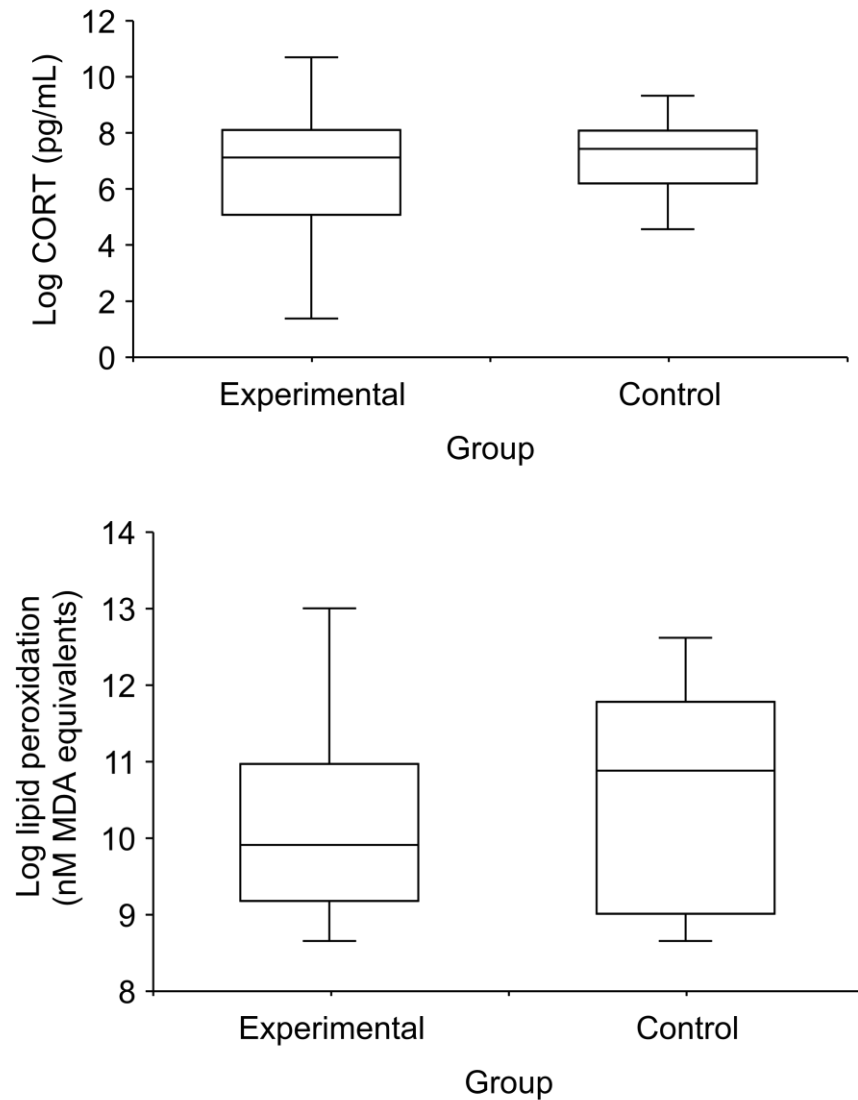 12
10
8
6
4
2
0
Log CORT (pg/mL)
Experimental
Control
Group
14
13
12
11
10
9
8
Log lipid peroxidation
(nM MDA equivalents)
Experimental
Control
Group